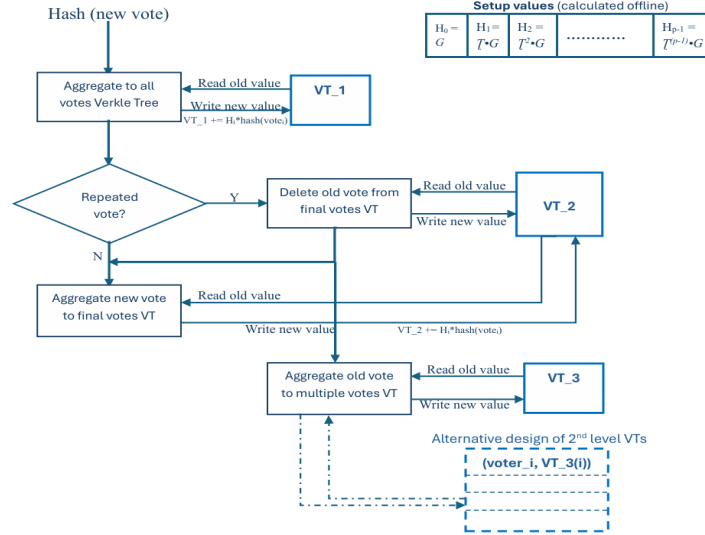 Hash (new vote)
Setup values (calculated offline)
H₀ =
G
H₁ =
T•G
H₂ =
T²•G
............
Hₚ₋₁ =
T⁽ᵖ⁻¹⁾•G
Aggregate to all
votes Verkle Tree
Read old value
Write new value
VT_1 += Hᵢ*hash(voteᵢ)
VT_1
Repeated
vote?
Y
Delete old vote from
final votes VT
Read old value
Write new value
VT_2
N
Aggregate new vote
to final votes VT
Read old value
Write new value
VT_2 += Hᵢ*hash(voteᵢ)
Aggregate old vote
to multiple votes VT
Read old value
Write new value
VT_3
Alternative design of 2ⁿᵈ level VTs
(voter_i, VT_3(i))